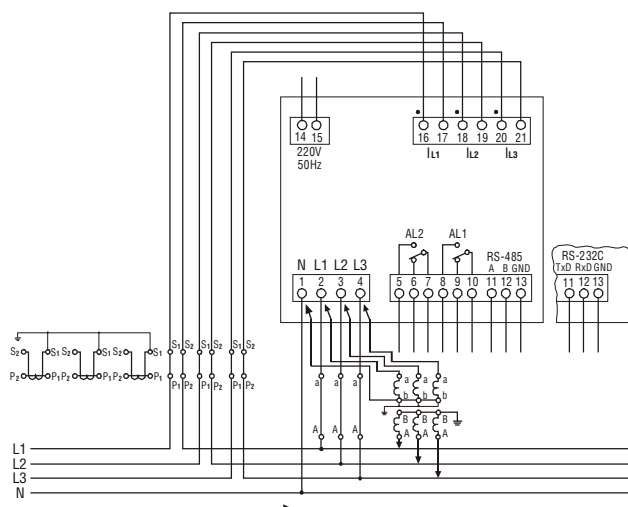 14 15
220V
50Hz
16 17 18 19 20 21
IL1 IL2 IL3
AL2 AL1
RS-485
A B GND
N L1 L2 L3
1 2 3 4
5 6 7 8 9 10 11 12 13
RS-232C
TxD RxD GND
11 12 13
S2 S1 S2 S1 S2 S1 S1 S2 S1 S2 S1 S2
P2 P1 P2 P1 P2 P1 P1 P2 P1 P2 P1 P2
a a a a a a
b b b
B B B
A A A A A A
L1
L2
L3
N